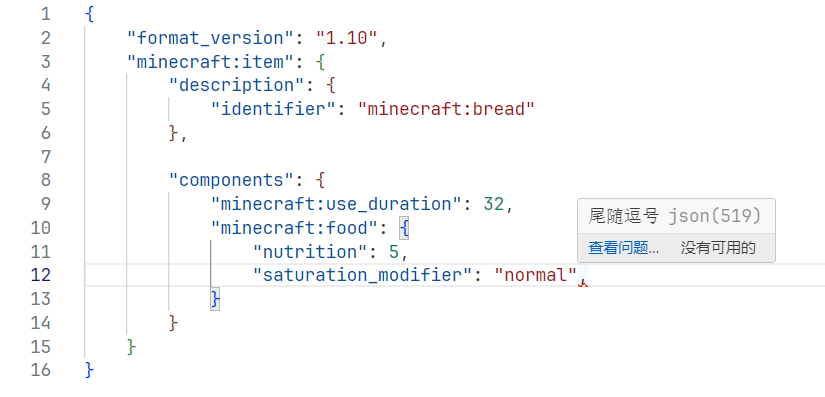 1 {
2     "format_version": "1.10",
3     "minecraft:item": {
4         "description": {
5             "identifier": "minecraft:bread"
6         },
7
8         "components": {
9             "minecraft:use_duration": 32,
尾随逗号 json(519)
10             "minecraft:food": {
查看问题... 没有可用的
11                 "nutrition": 5,
12                 "saturation_modifier": "normal",
13             }
14         }
15     }
16 }